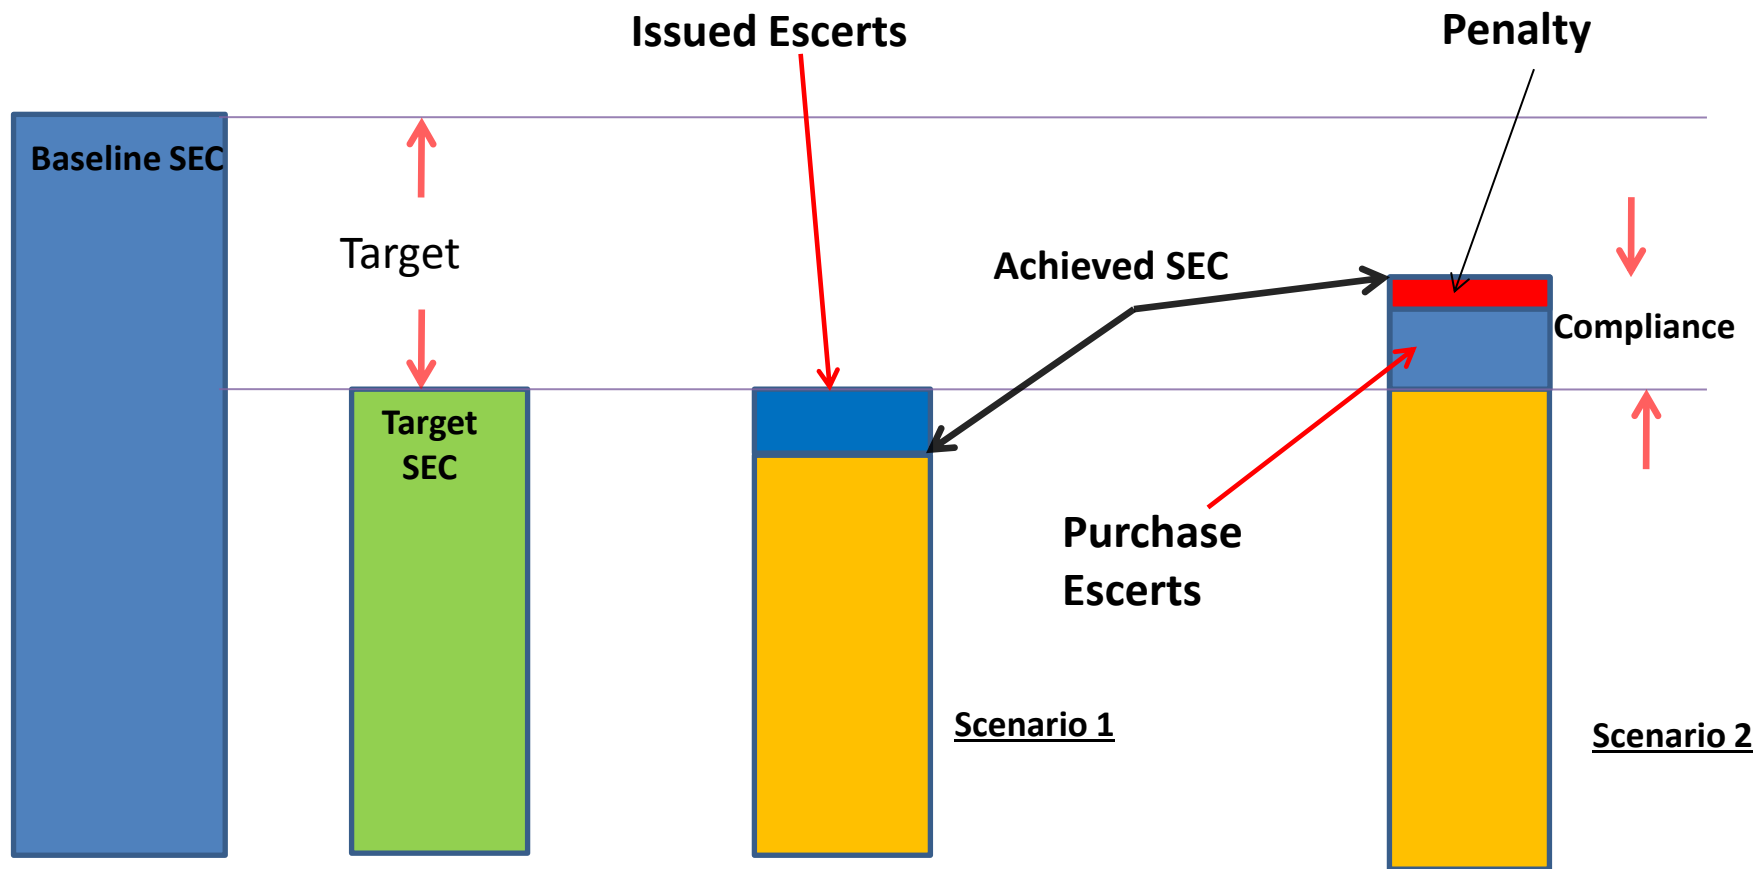 Issued Escerts
Penalty
Baseline SEC
Target
Achieved SEC
Compliance
Target
SEC
Purchase
Escerts
Scenario 1
Scenario 2